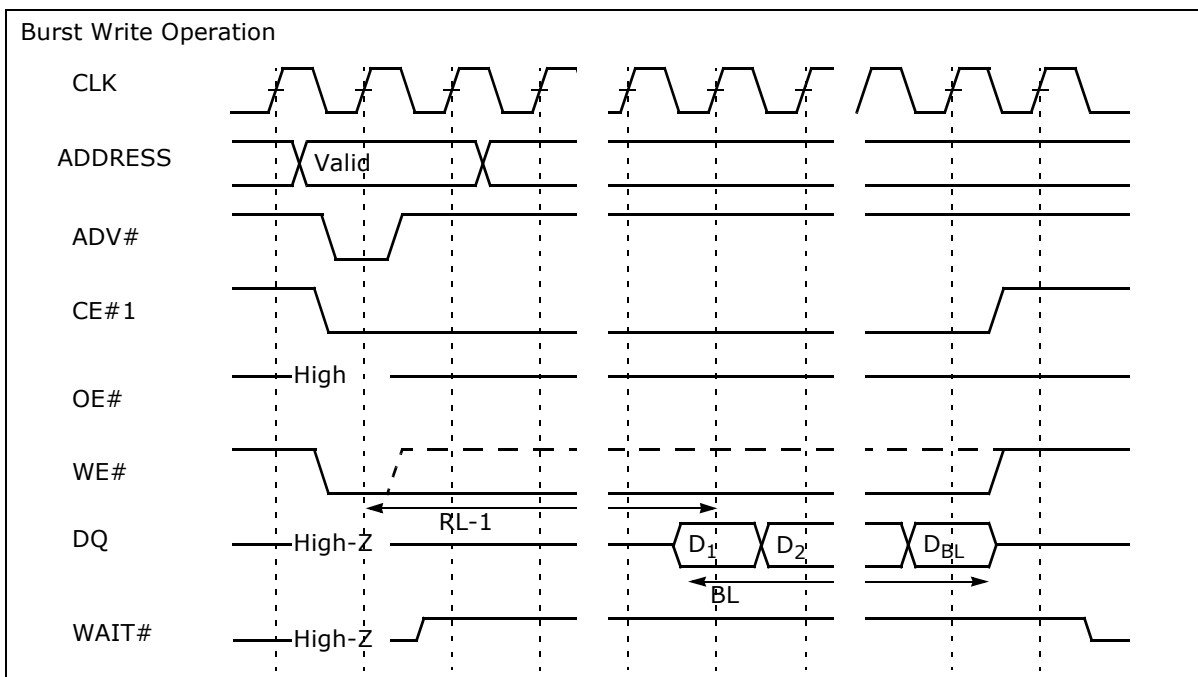 Burst Write Operation
CLK
ADDRESS
Valid
ADV#
CE#1
High
OE#
WE#
RL-1
DQ
High-Z
D1
D2
DBL
BL
WAIT#
High-Z